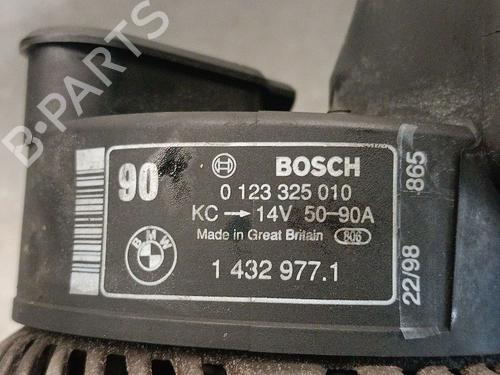 B-PARTS
90
BOSCH
0 123 325 010
KC → 14V 50-90A
Made in Great Britain 806
BMW
1 432 977.1
22/98 865